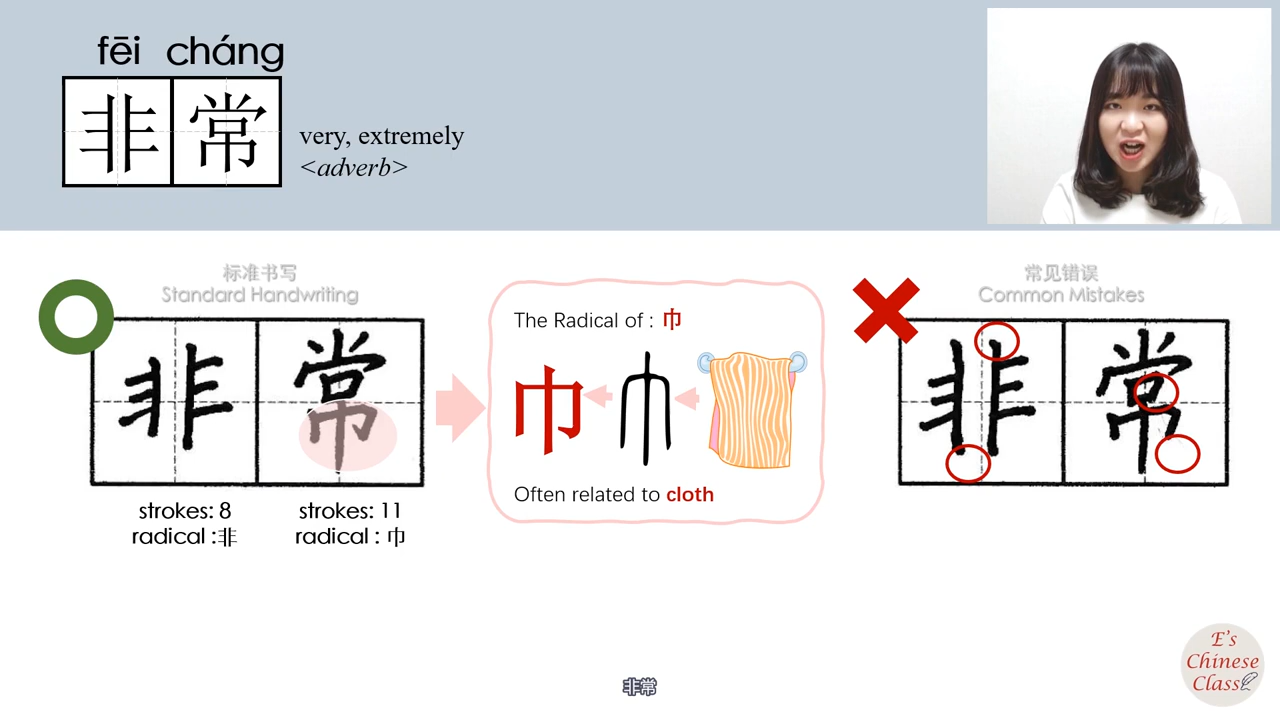 fēi cháng
非常
very, extremely
<adverb>
标准书写
Standard Handwriting
非常
strokes: 8
radical :非
strokes: 11
radical : 巾
The Radical of : 巾
巾
Often related to cloth
常见错误
Common Mistakes
非常
非常
E's
Chinese
Class